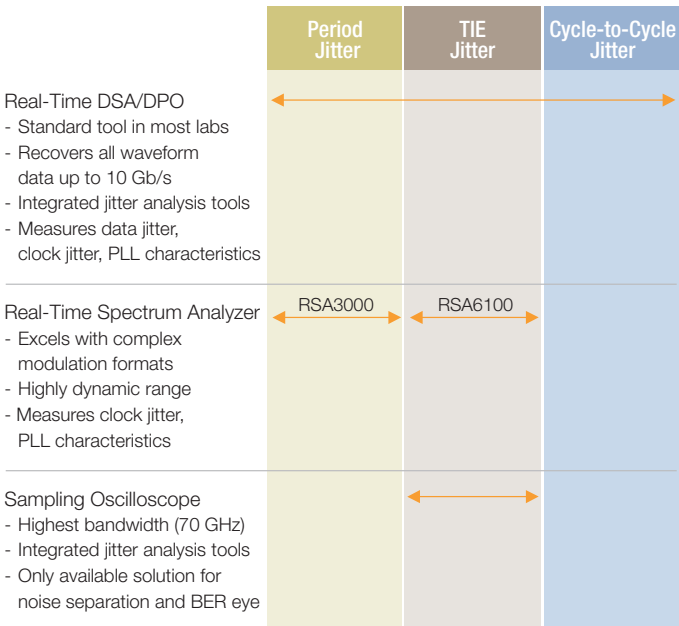 Period
Jitter
TIE
Jitter
Cycle-to-Cycle
Jitter
Real-Time DSA/DPO
- Standard tool in most labs
- Recovers all waveform
data up to 10 Gb/s
- Integrated jitter analysis tools
- Measures data jitter,
clock jitter, PLL characteristics
Real-Time Spectrum Analyzer
RSA3000
RSA6100
- Excels with complex
modulation formats
- Highly dynamic range
- Measures clock jitter,
PLL characteristics
Sampling Oscilloscope
- Highest bandwidth (70 GHz)
- Integrated jitter analysis tools
- Only available solution for
noise separation and BER eye